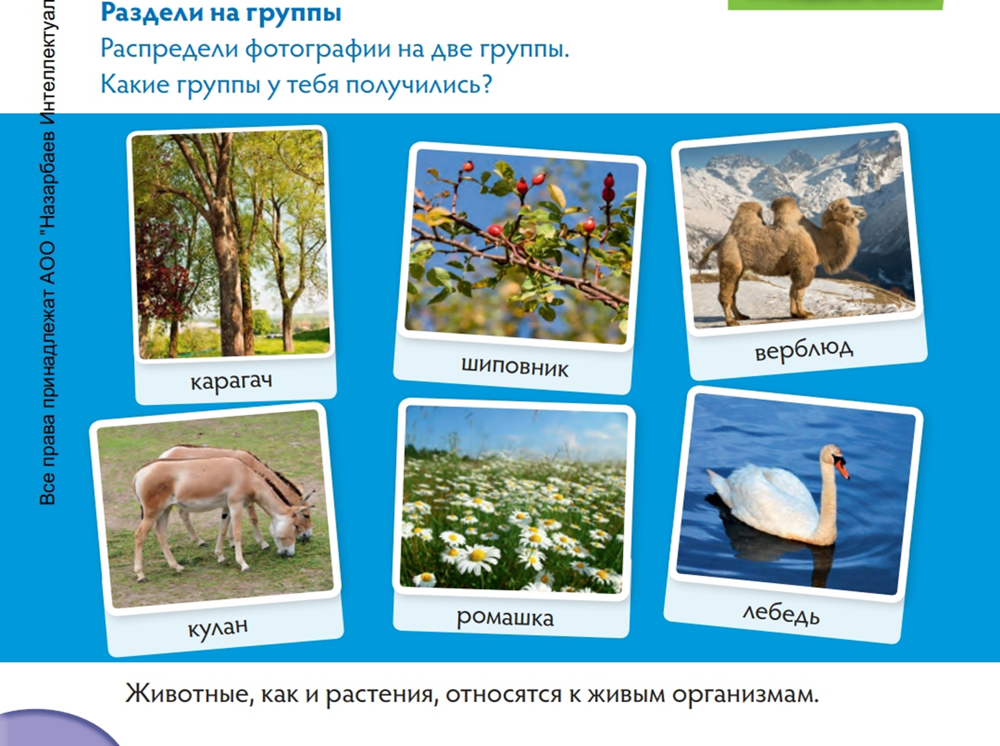 Раздели на группы
Распредели фотографии на две группы.
Какие группы у тебя получились?
карагач
шиповник
верблюд
кулан
ромашка
лебедь
Животные, как и растения, относятся к живым организмам.
Все права принадлежат АОО "Назарбаев